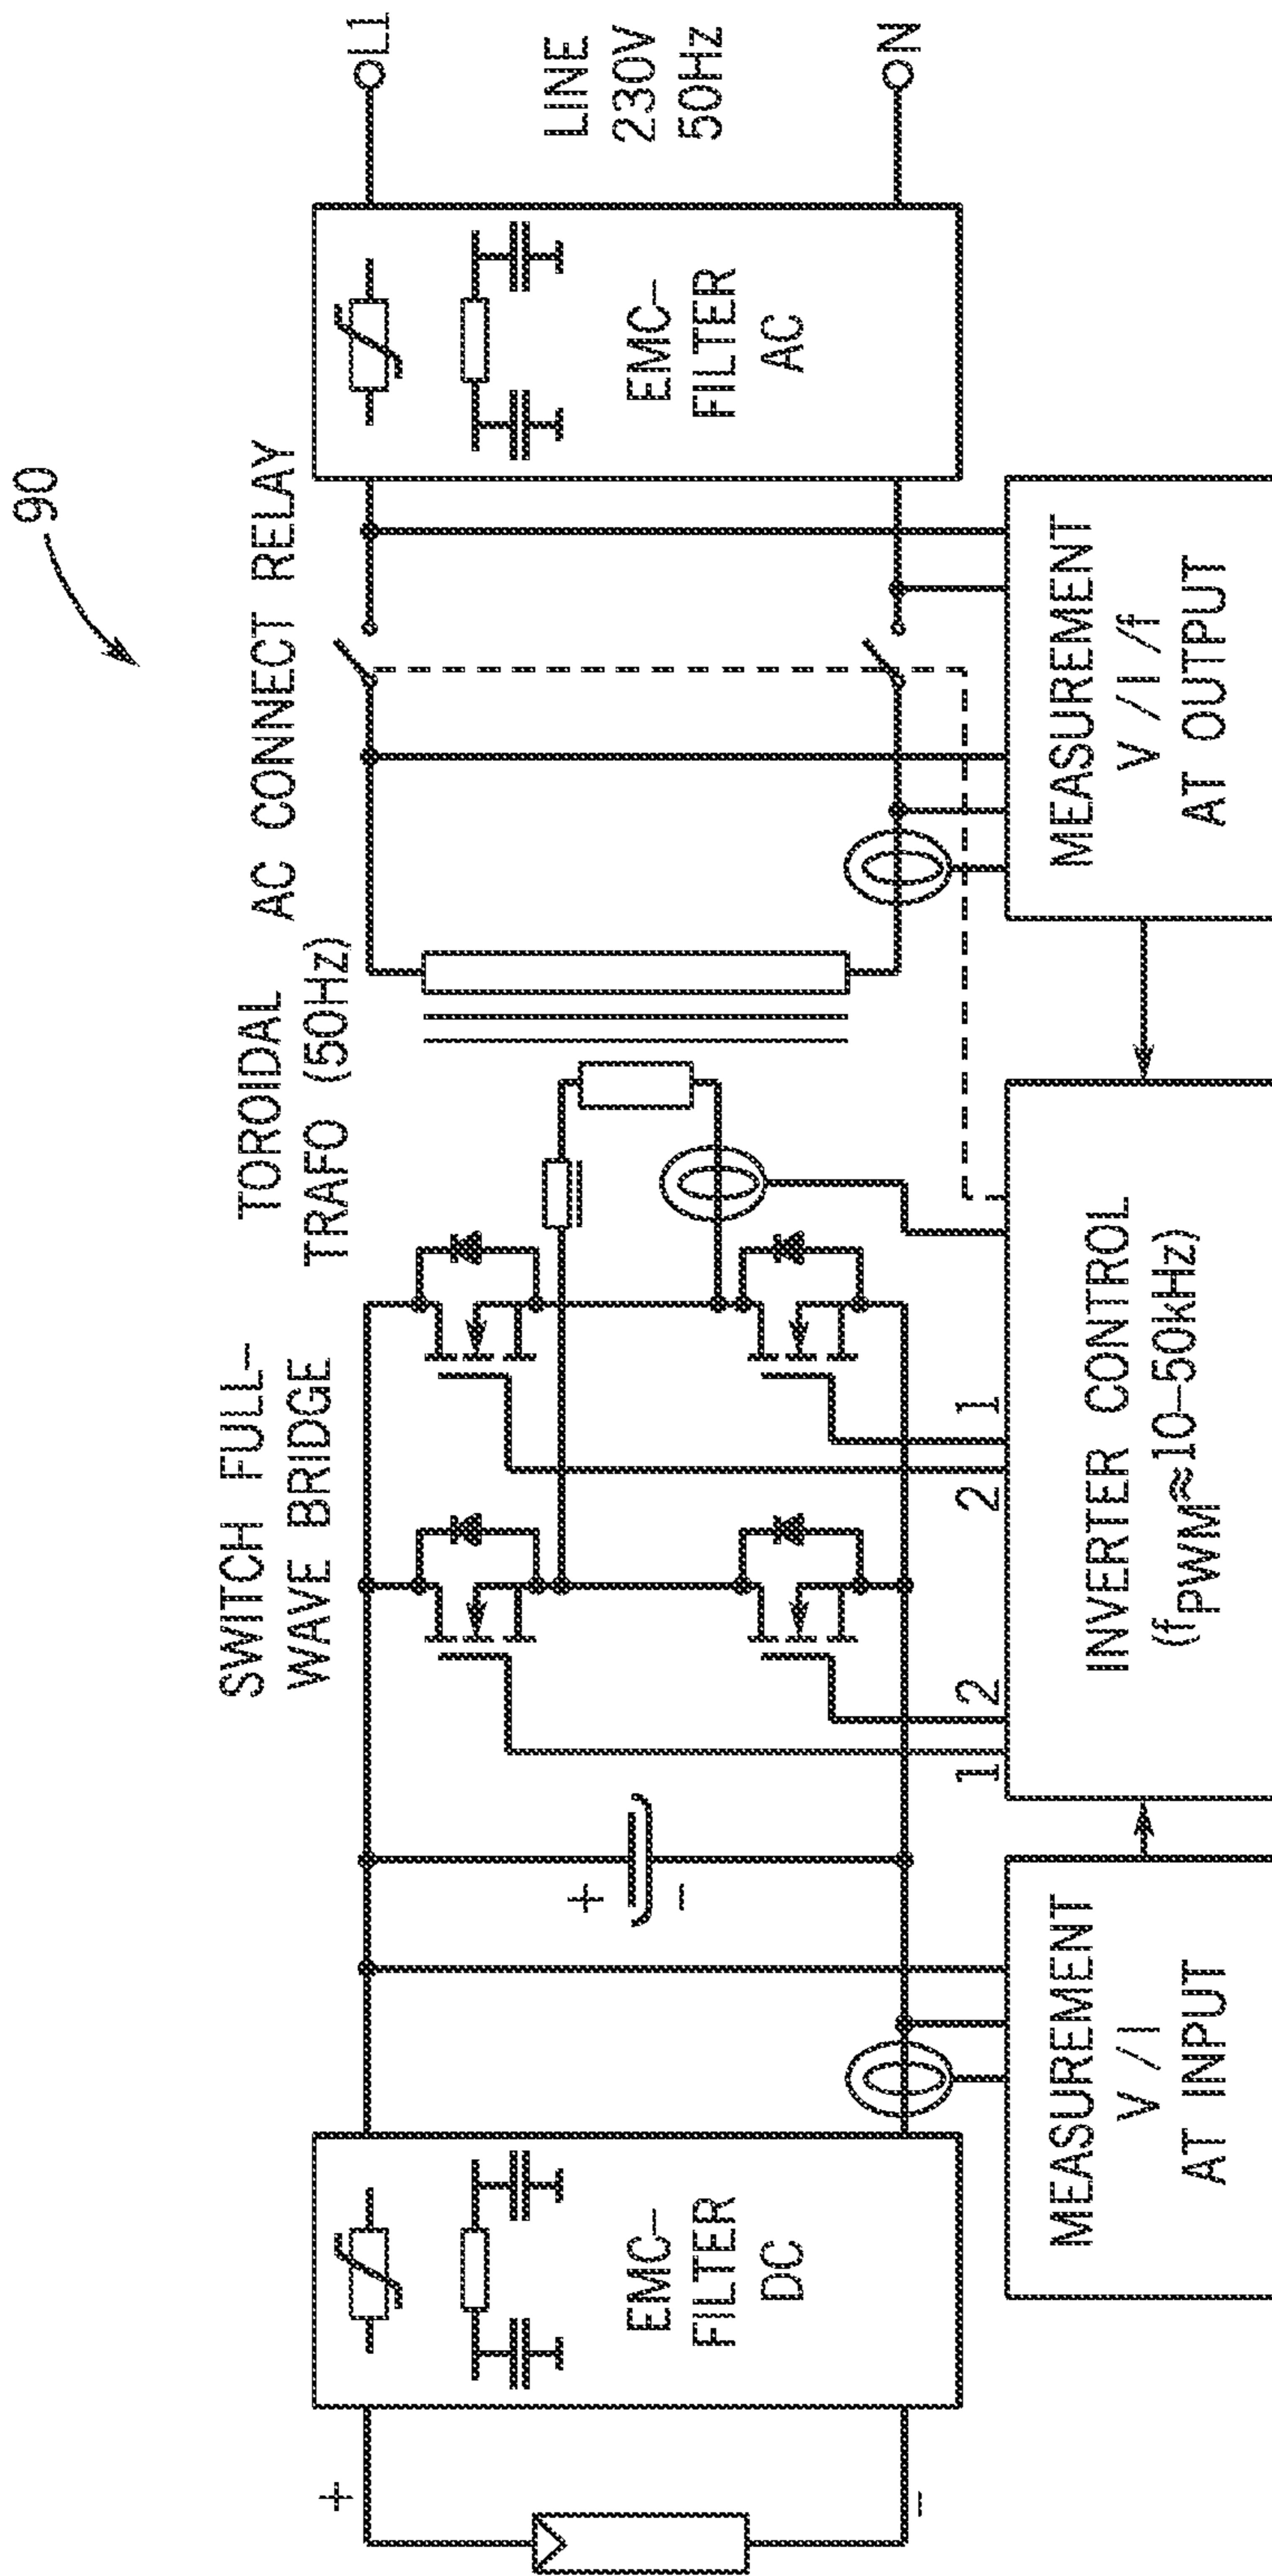 90
SWITCH FULL-
WAVE BRIDGE
TOROIDAL
TRAFO (50Hz)
AC CONNECT RELAY
+
-
EMC-
FILTER
DC
+
-
EMC-
FILTER
AC
L1
LINE
230V
50Hz
N
1
2
2
1
MEASUREMENT
V / I
AT INPUT
INVERTER CONTROL
(fPWM≈10-50kHz)
MEASUREMENT
V / I / f
AT OUTPUT